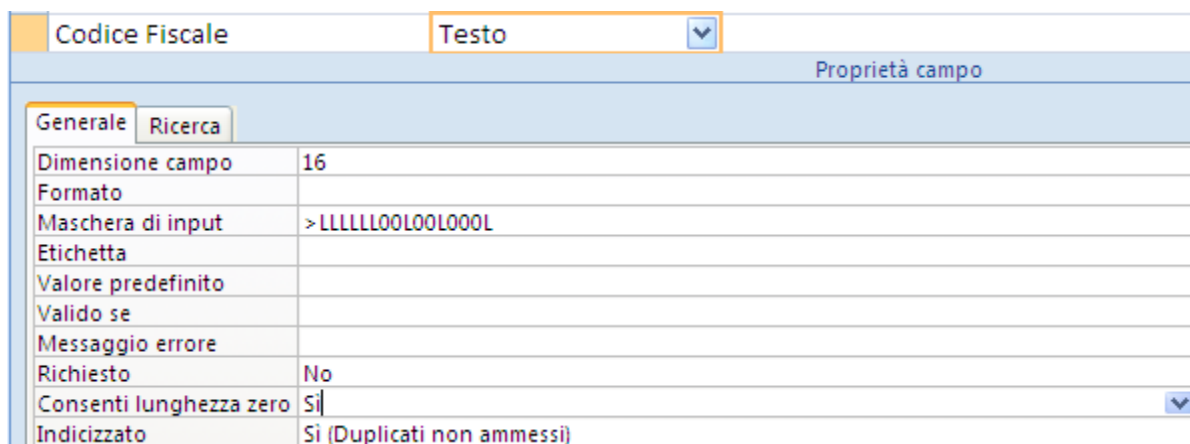 Codice Fiscale Testo
Proprietà campo
Generale Ricerca
Dimensione campo 16
Formato
Maschera di input >LLLLLL00L00L000L
Etichetta
Valore predefinito
Valido se
Messaggio errore
Richiesto No
Consenti lunghezza zero Sì
Indicizzato Sì (Duplicati non ammessi)